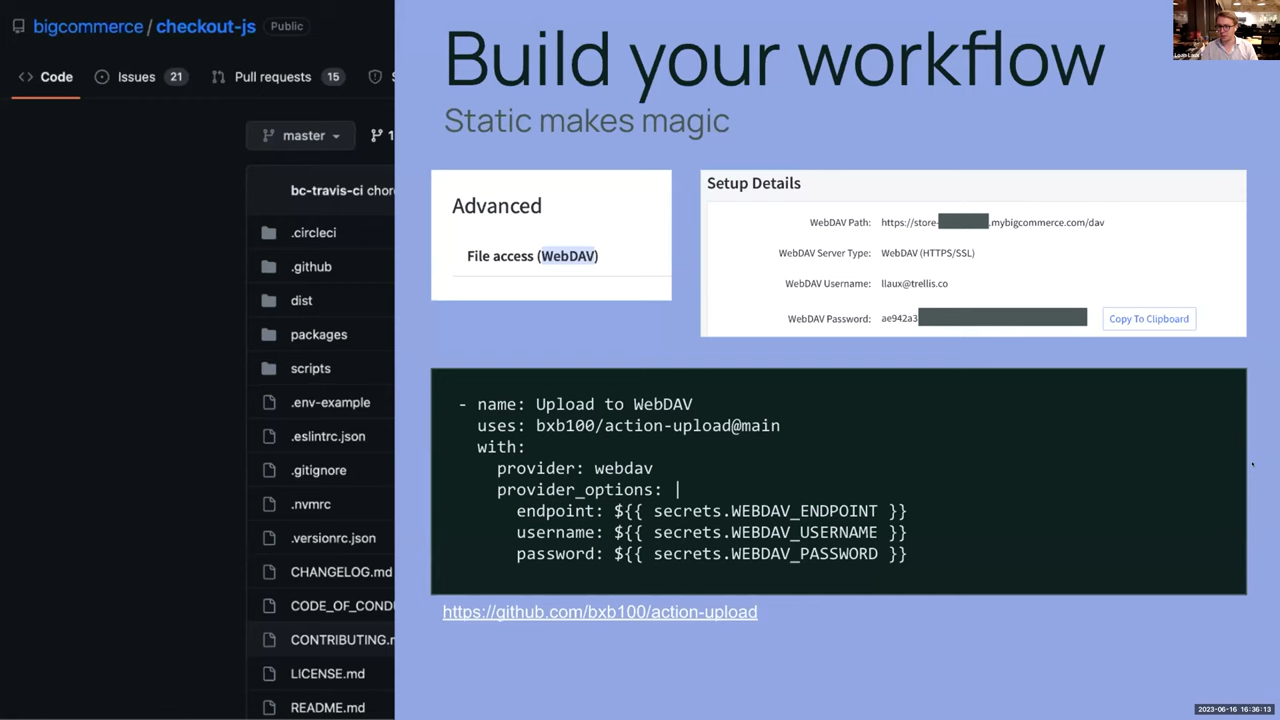 bigcommerce / checkout-js Public
Code Issues 21 Pull requests 15 S
master 1
bc-travis-ci chor
.circleci
.github
dist
packages
scripts
.env-example
.eslintrc.json
.gitignore
.nvmrc
.versionrc.json
CHANGELOG.md
CODE_OF_COND
CONTRIBUTING.r
LICENSE.md
README.md
Build your workflow
Static makes magic
Advanced
File access (WebDAV)
Setup Details
WebDAV Path: https://store- .mybigcommerce.com/dav
WebDAV Server Type: WebDAV (HTTPS/SSL)
WebDAV Username: llaux@trellis.co
WebDAV Password: ae942a3 Copy To Clipboard
- name: Upload to WebDAV
uses: bxb100/action-upload@main
with:
provider: webdav
provider_options: |
endpoint: ${{ secrets.WEBDAV_ENDPOINT }}
username: ${{ secrets.WEBDAV_USERNAME }}
password: ${{ secrets.WEBDAV_PASSWORD }}
https://github.com/bxb100/action-upload
2023-06-16 16:36:13